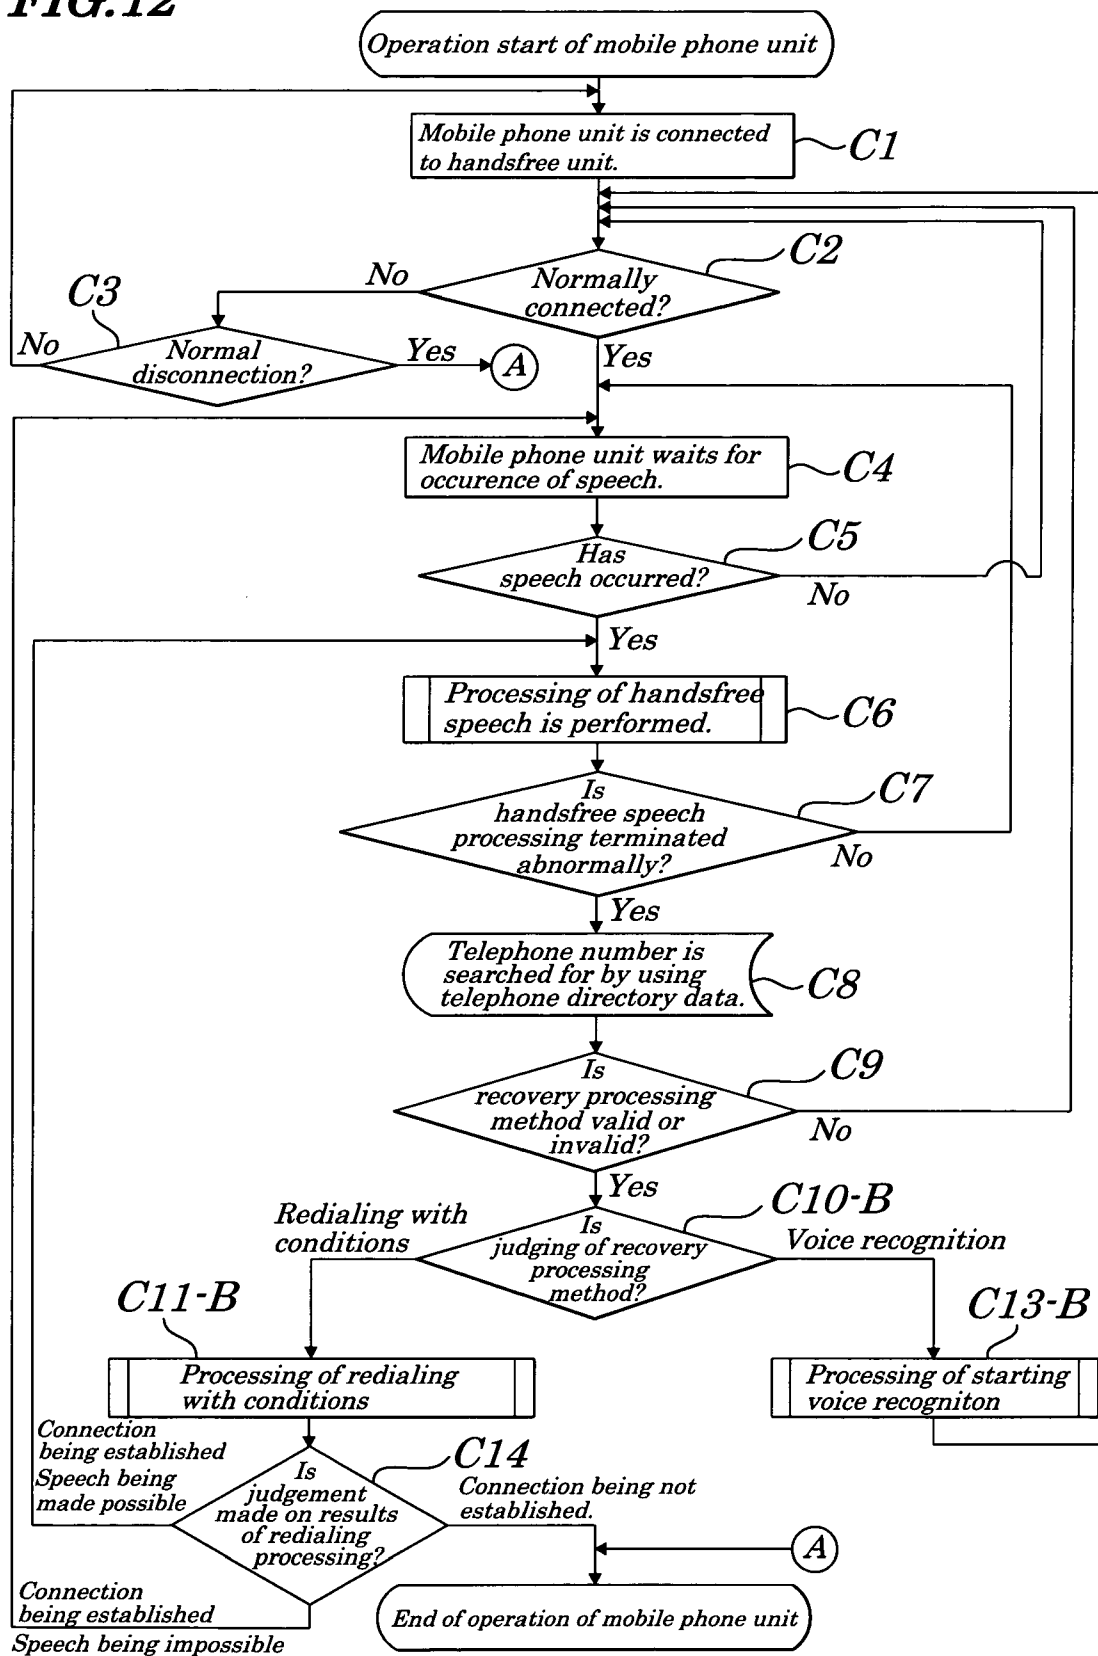 FIG.12
Operation start of mobile phone unit
Mobile phone unit is connected
to handsfree unit.
C1
C2
Normally
connected?
No
C3
Normal
disconnection?
No
Yes
A
Yes
Mobile phone unit waits for
occurence of speech.
C4
C5
Has
speech occurred?
No
Yes
Processing of handsfree
speech is performed.
C6
C7
Is
handsfree speech
processing terminated
abnormally?
No
Yes
Telephone number is
searched for by using
telephone directory data.
C8
C9
Is
recovery processing
method valid or
invalid?
No
Yes
C10-B
Redialing with
conditions
Is
judging of recovery
processing
method?
Voice recognition
C11-B
C13-B
Processing of redialing
with conditions
Processing of starting
voice recogniton
Connection
being established
Speech being
made possible
C14
Is
judgement
made on results
of redialing
processing?
Connection being not
established.
A
Connection
being established
Speech being impossible
End of operation of mobile phone unit